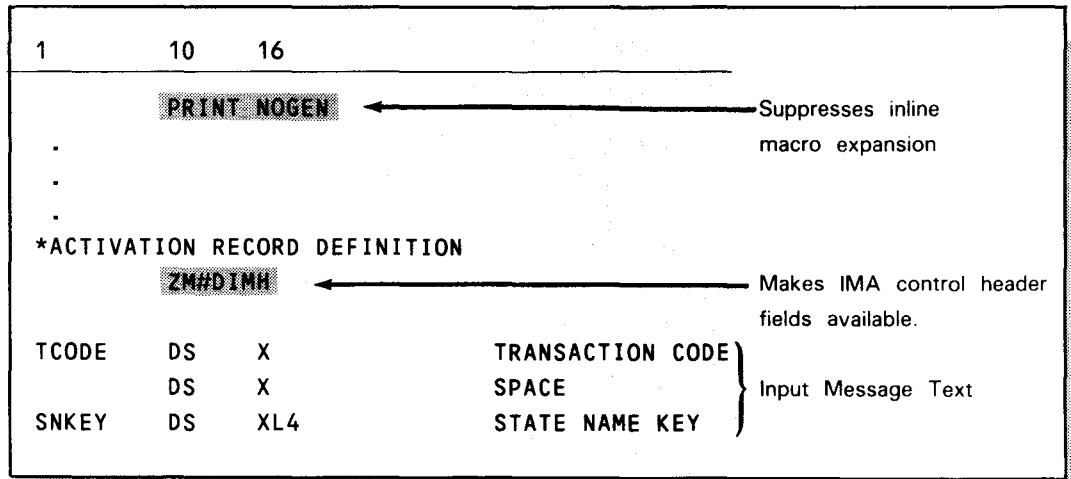 1 10 16
PRINT NOGEN Suppresses inline
macro expansion
.
.
.
*ACTIVATION RECORD DEFINITION
ZM#DIMH Makes IMA control header
fields available.
TCODE DS X TRANSACTION CODE
DS X SPACE Input Message Text
SNKEY DS XL4 STATE NAME KEY